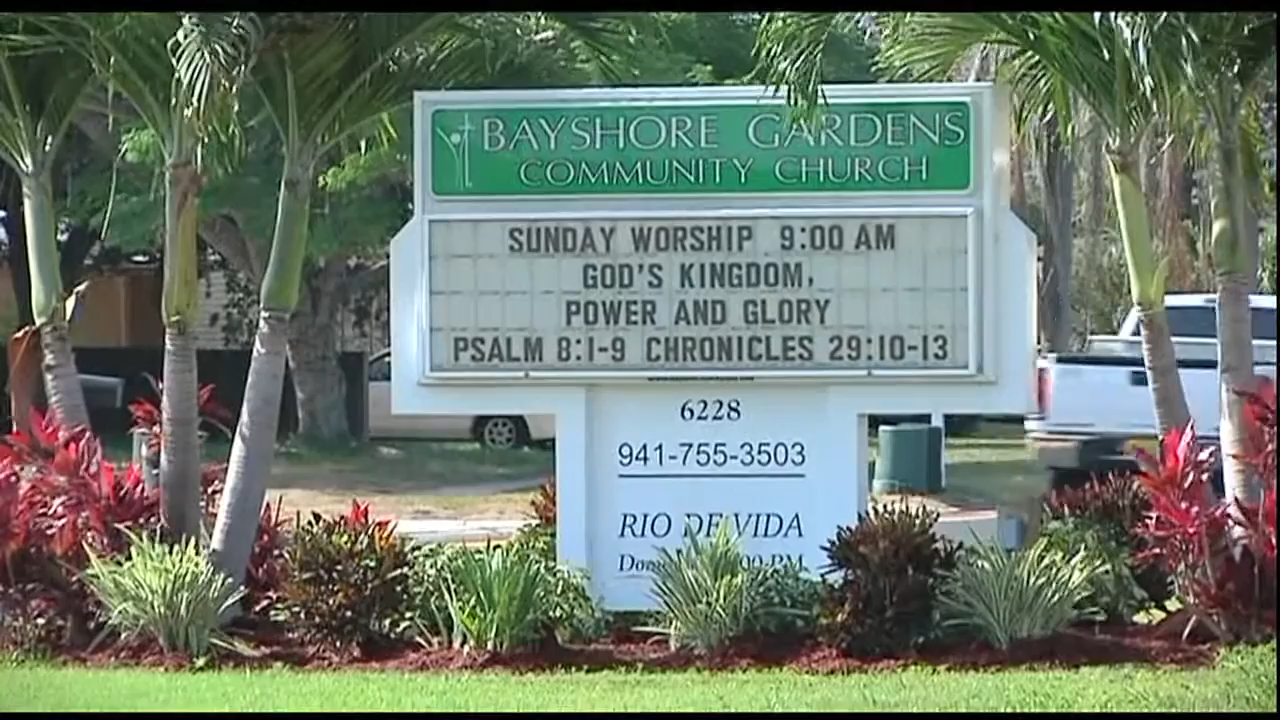 BAYSHORE GARDENS
COMMUNITY CHURCH
SUNDAY WORSHIP 9:00 AM
GOD'S KINGDOM,
POWER AND GLORY
PSALM 8:1-9 CHRONICLES 29:10-13
6228
941-755-3503
RIO DE VIDA